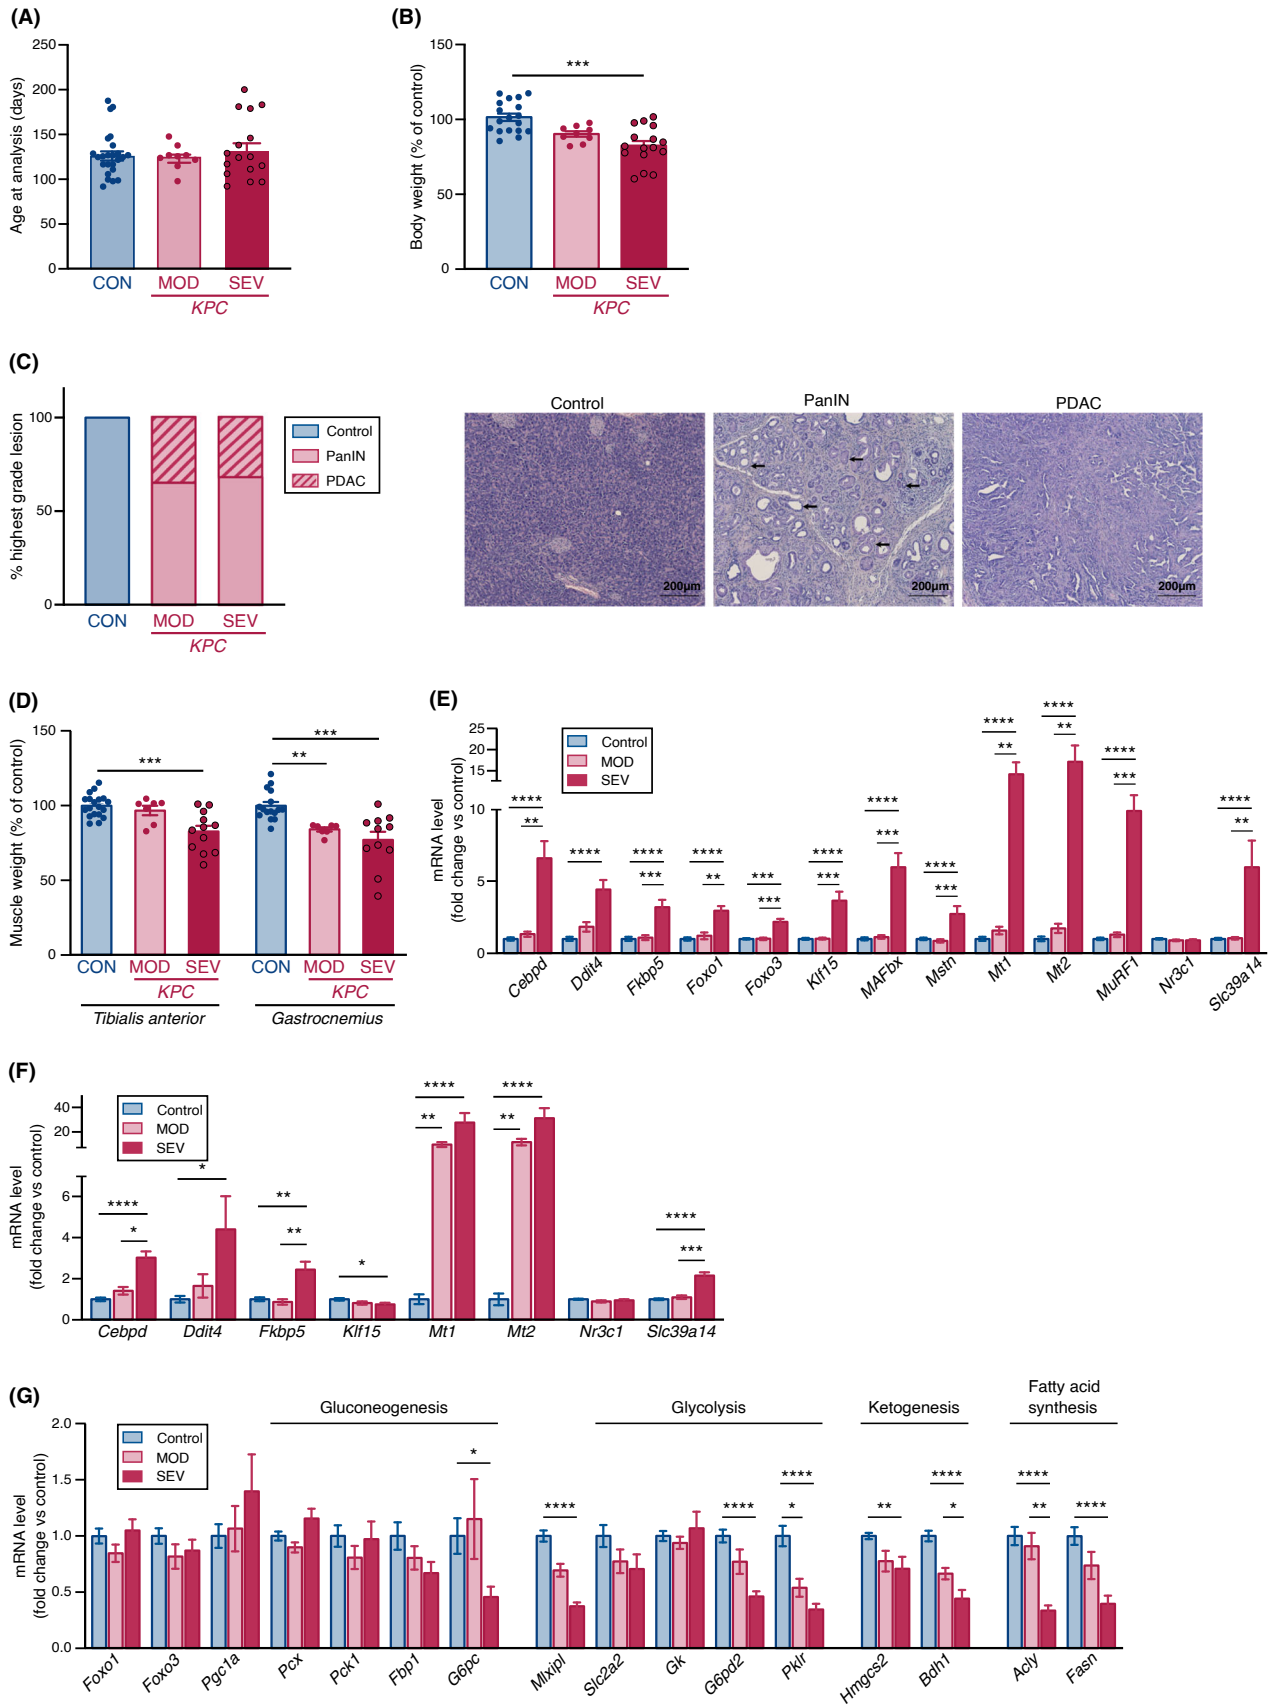 (A)
Age at analysis (days)
250
200
150
100
50
0
CON
MOD
SEV
KPC
(B)
Body weight (% of control)
150
100
50
0
***
CON
MOD
SEV
KPC
(C)
% highest grade lesion
100
50
0
CON
MOD
SEV
KPC
Control
PanIN
PDAC
Control
PanIN
PDAC
200µm
200µm
200µm
(D)
Muscle weight (% of control)
150
100
50
0
***
***
**
CON
MOD
SEV
CON
MOD
SEV
KPC
KPC
Tibialis anterior
Gastrocnemius
(E)
mRNA level
(fold change vs control)
25
20
15
10
5
0
Control
MOD
SEV
****
**
****
****
***
****
**
***
***
****
***
****
***
****
***
****
**
****
**
****
***
****
**
Cebpd
Ddit4
Fkbp5
Foxo1
Foxo3
Klf15
MAFbx
Mstn
Mt1
Mt2
MuRF1
Nr3c1
Slc39a14
(F)
mRNA level
(fold change vs control)
40
20
6
4
2
0
Control
MOD
SEV
****
*
*
**
**
*
****
**
****
**
****
***
Cebpd
Ddit4
Fkbp5
Klf15
Mt1
Mt2
Nr3c1
Slc39a14
(G)
mRNA level
(fold change vs control)
2.0
1.5
1.0
0.5
0.0
Control
MOD
SEV
Gluconeogenesis
Glycolysis
Ketogenesis
Fatty acid
synthesis
*
****
****
****
*
**
****
*
****
**
****
Foxo1
Foxo3
Pgc1a
Pcx
Pck1
Fbp1
G6pc
Mlxipl
Slc2a2
Gk
G6pd2
Pklr
Hmgcs2
Bdh1
Acly
Fasn